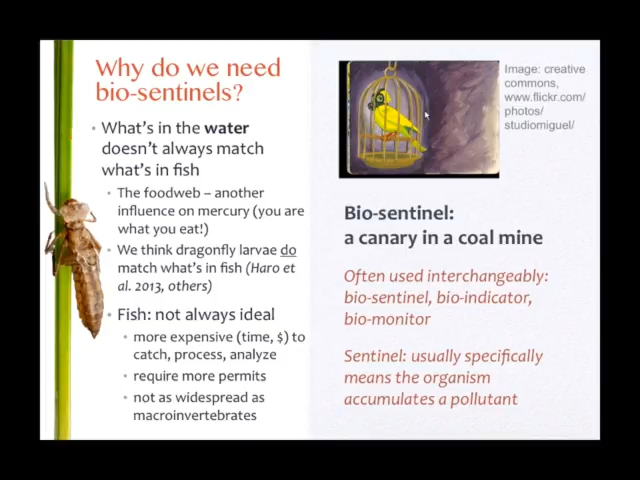 Why do we need
bio-sentinels?
• What's in the water
doesn't always match
what's in fish
• The foodweb – another
influence on mercury (you are
what you eat!)
• We think dragonfly larvae do
match what's in fish (Haro et
al. 2013, others)
• Fish: not always ideal
• more expensive (time, $) to
catch, process, analyze
• require more permits
• not as widespread as
macroinvertebrates
Image: creative
commons,
www.flickr.com/
photos/
studiomiguel/
Bio-sentinel:
a canary in a coal mine
Often used interchangeably:
bio-sentinel, bio-indicator,
bio-monitor
Sentinel: usually specifically
means the organism
accumulates a pollutant